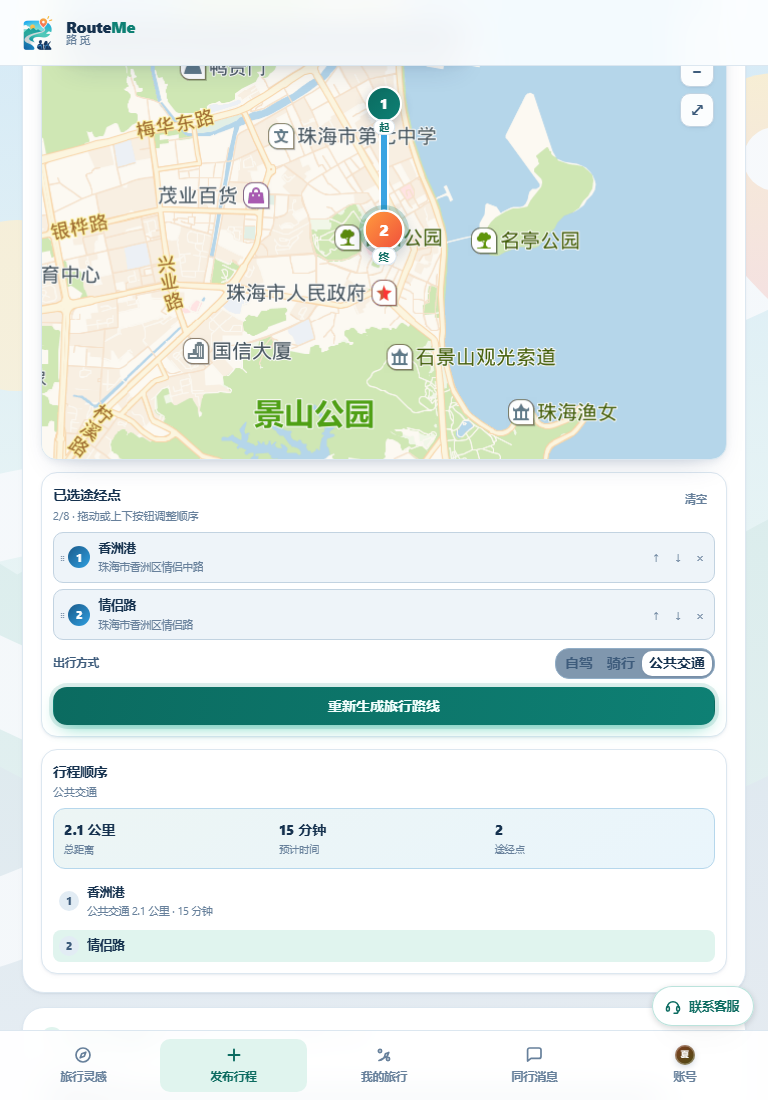 RouteMe
路觅
梅华东路
1
起
珠海市第七中学
茂业百货
银桦路
2
公园
终
名亭公园
育中心
兴业路
珠海市人民政府
国信大厦
石景山观光索道
景山公园
珠海渔女
柠溪路
已选途经点
清空
2/8 · 拖动或上下按钮调整顺序
1
香洲港
珠海市香洲区情侣中路
↑ ↓ ×
2
情侣路
珠海市香洲区情侣路
↑ ↓ ×
出行方式
自驾 骑行 公共交通
重新生成旅行路线
行程顺序
公共交通
2.1 公里 15 分钟 2
总距离 预计时间 途经点
1
香洲港
公共交通 2.1 公里 · 15 分钟
2 情侣路
联系客服
夏
旅行灵感 发布行程 我的旅行 同行消息 账号